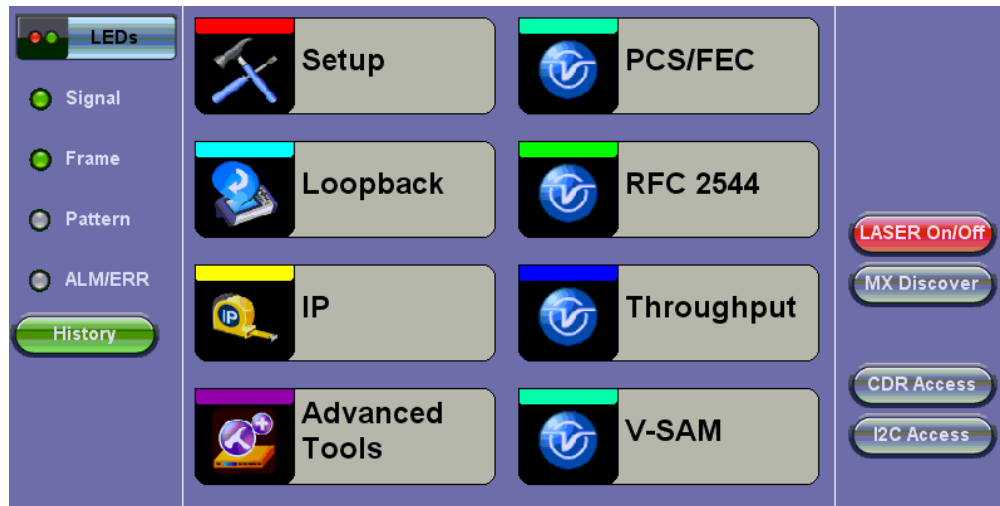 LEDs
Signal
Frame
Pattern
ALM/ERR
History
Setup
PCS/FEC
Loopback
RFC 2544
IP
IP
Throughput
Advanced
Tools
V-SAM
LASER On/Off
MX Discover
CDR Access
I2C Access